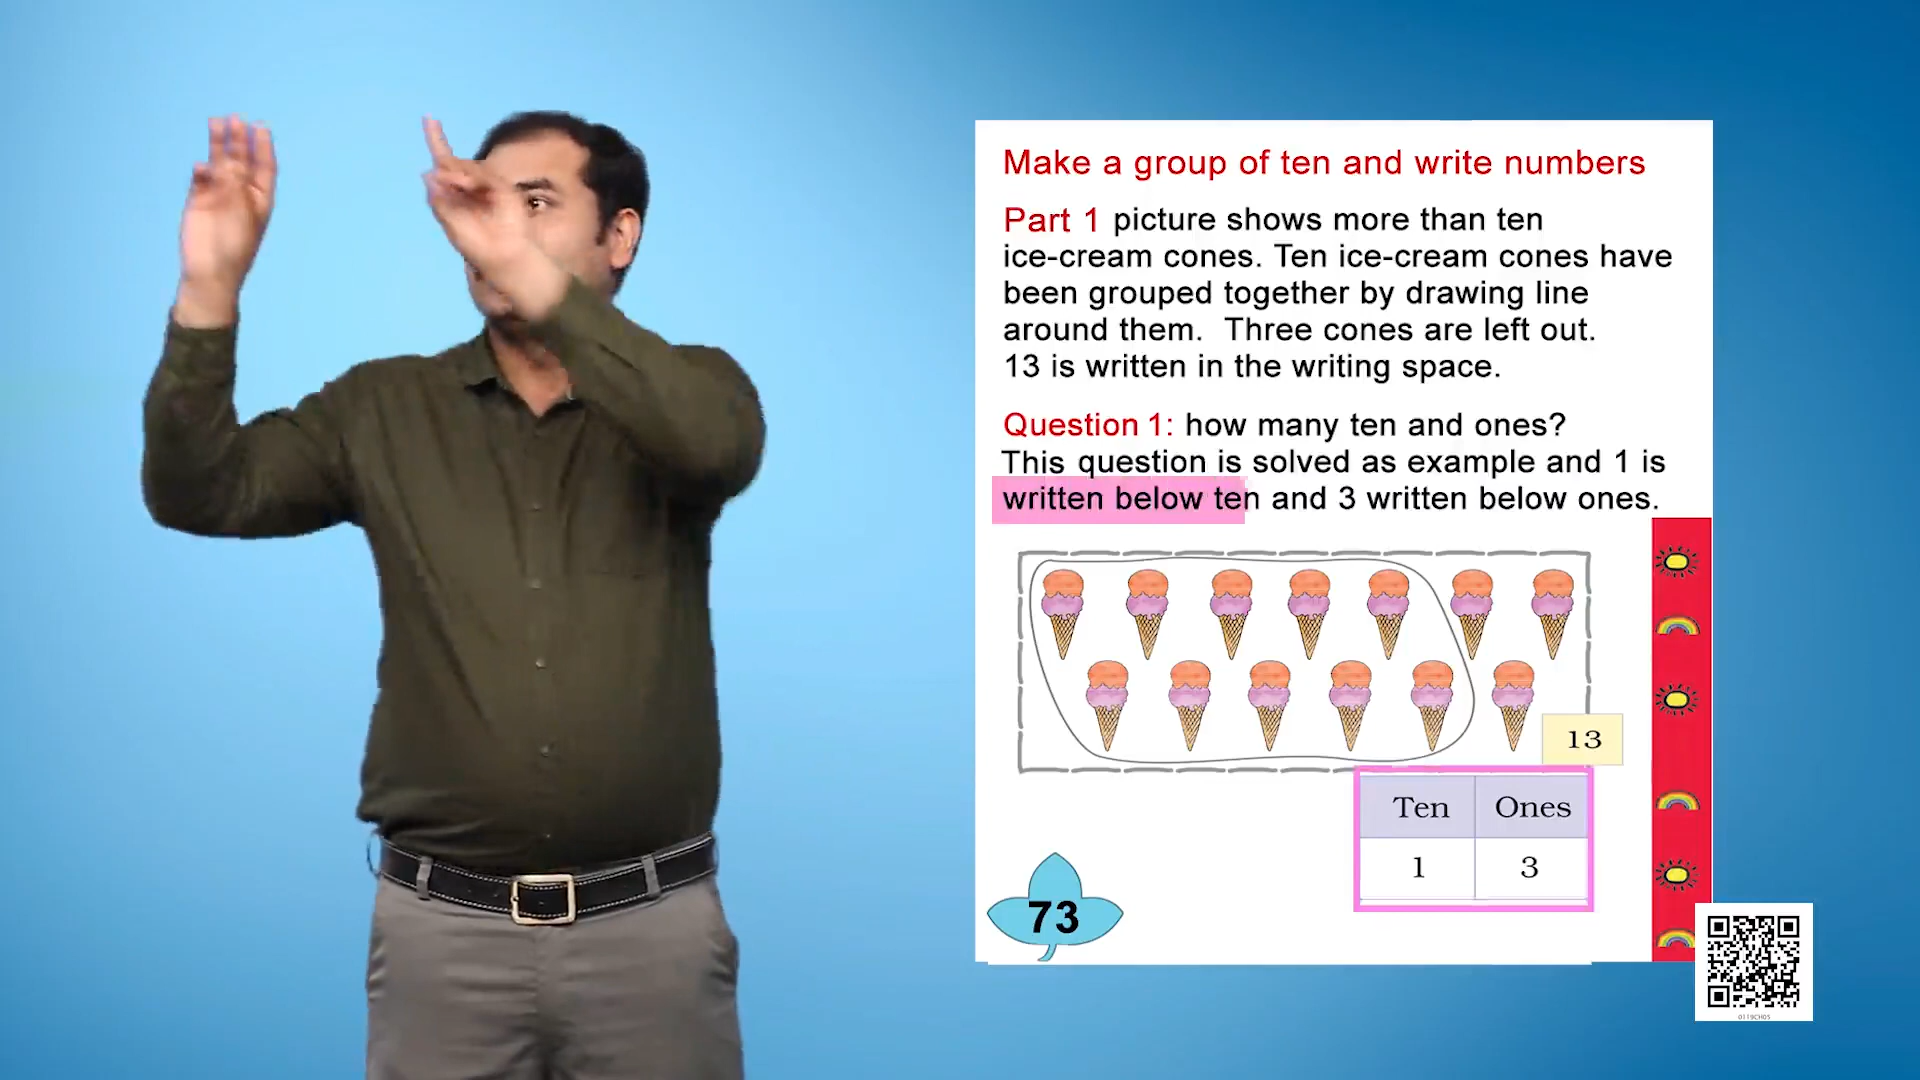 Make a group of ten and write numbers
Part 1 picture shows more than ten
ice-cream cones. Ten ice-cream cones have
been grouped together by drawing line
around them. Three cones are left out.
13 is written in the writing space.
Question 1: how many ten and ones?
This question is solved as example and 1 is
written below ten and 3 written below ones.
13
Ten Ones
1 3
73
0119CH05